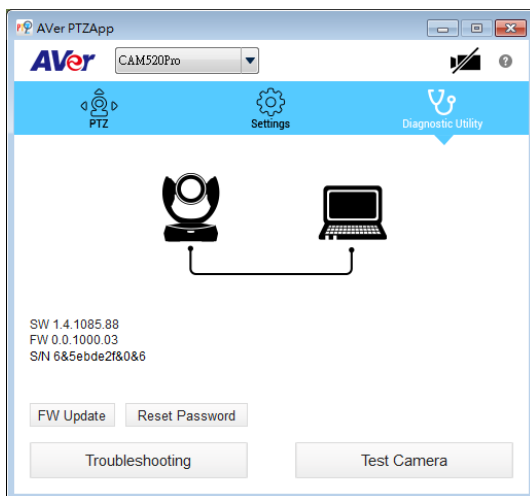 AVer PTZApp
AVer CAM520Pro ?
PTZ Settings Diagnostic Utility
SW 1.4.1085.88
FW 0.0.1000.03
S/N 6&5ebde2f&0&6
FW Update Reset Password
Troubleshooting Test Camera